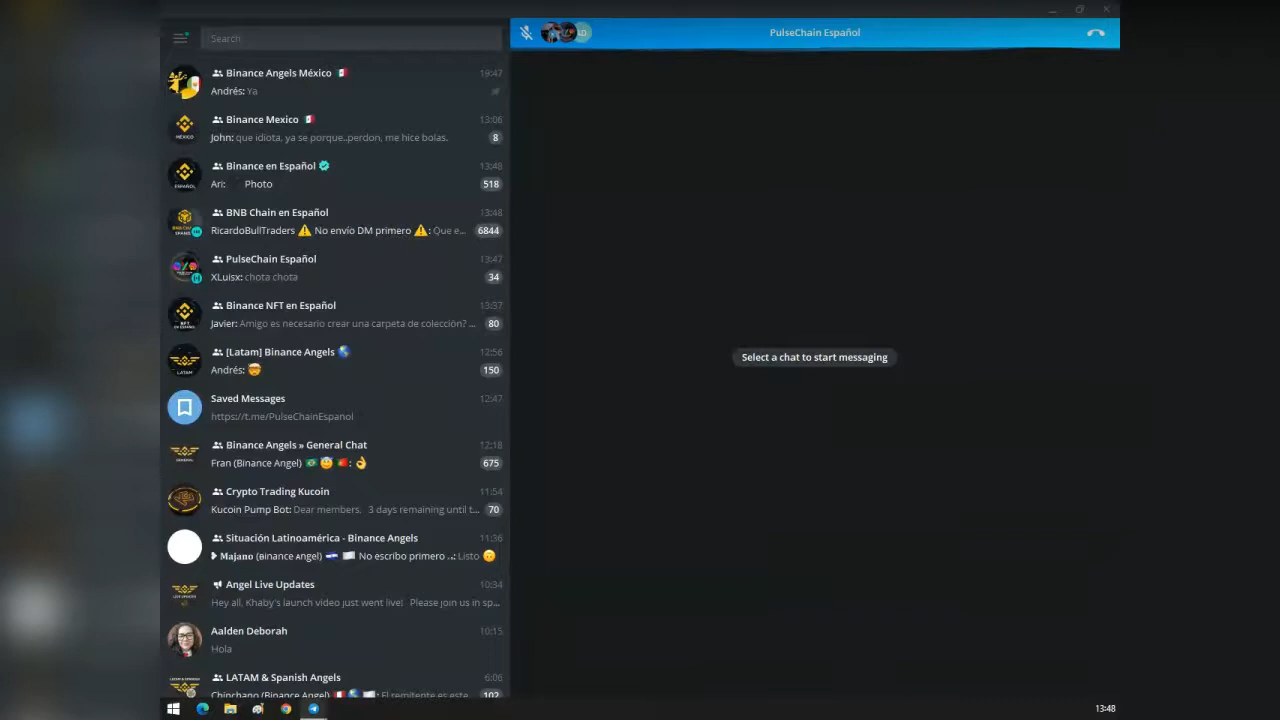 Search
PulseChain Español
Binance Angels México 19:47
Andrés: Ya
Binance Mexico 13:06
John: que idiota, ya se porque..perdon, me hice bolas. 8
Binance en Español 13:48
Ari: Photo 518
BNB Chain en Español 13:48
RicardoBullTraders ⚠️ No envío DM primero ⚠️: Que e... 6844
PulseChain Español 13:47
XLuisx: chota chota 34
Binance NFT en Español 13:37
Javier: Amigo es necesario crear una carpeta de colección? ... 80
[Latam] Binance Angels 🌎 12:56
Andrés: 🤯 150
Select a chat to start messaging
Saved Messages 12:47
https://t.me/PulseChainEspanol
Binance Angels » General Chat 12:18
Fran (Binance Angel) 🇧🇷 😇 🇵🇹: 👌 675
Crypto Trading Kucoin 11:54
Kucoin Pump Bot: Dear members, 3 days remaining until t... 70
Situación Latinoamérica - Binance Angels 11:36
Majano (Binance Angel) No escribo primero ..: Listo 🙃
Angel Live Updates 10:34
Hey all, Khaby's launch video just went live! Please join us in sp...
Aalden Deborah 10:15
Hola
LATAM & Spanish Angels 6:06
Chinchano (Binance Angel) El remitente es este 102
13:48